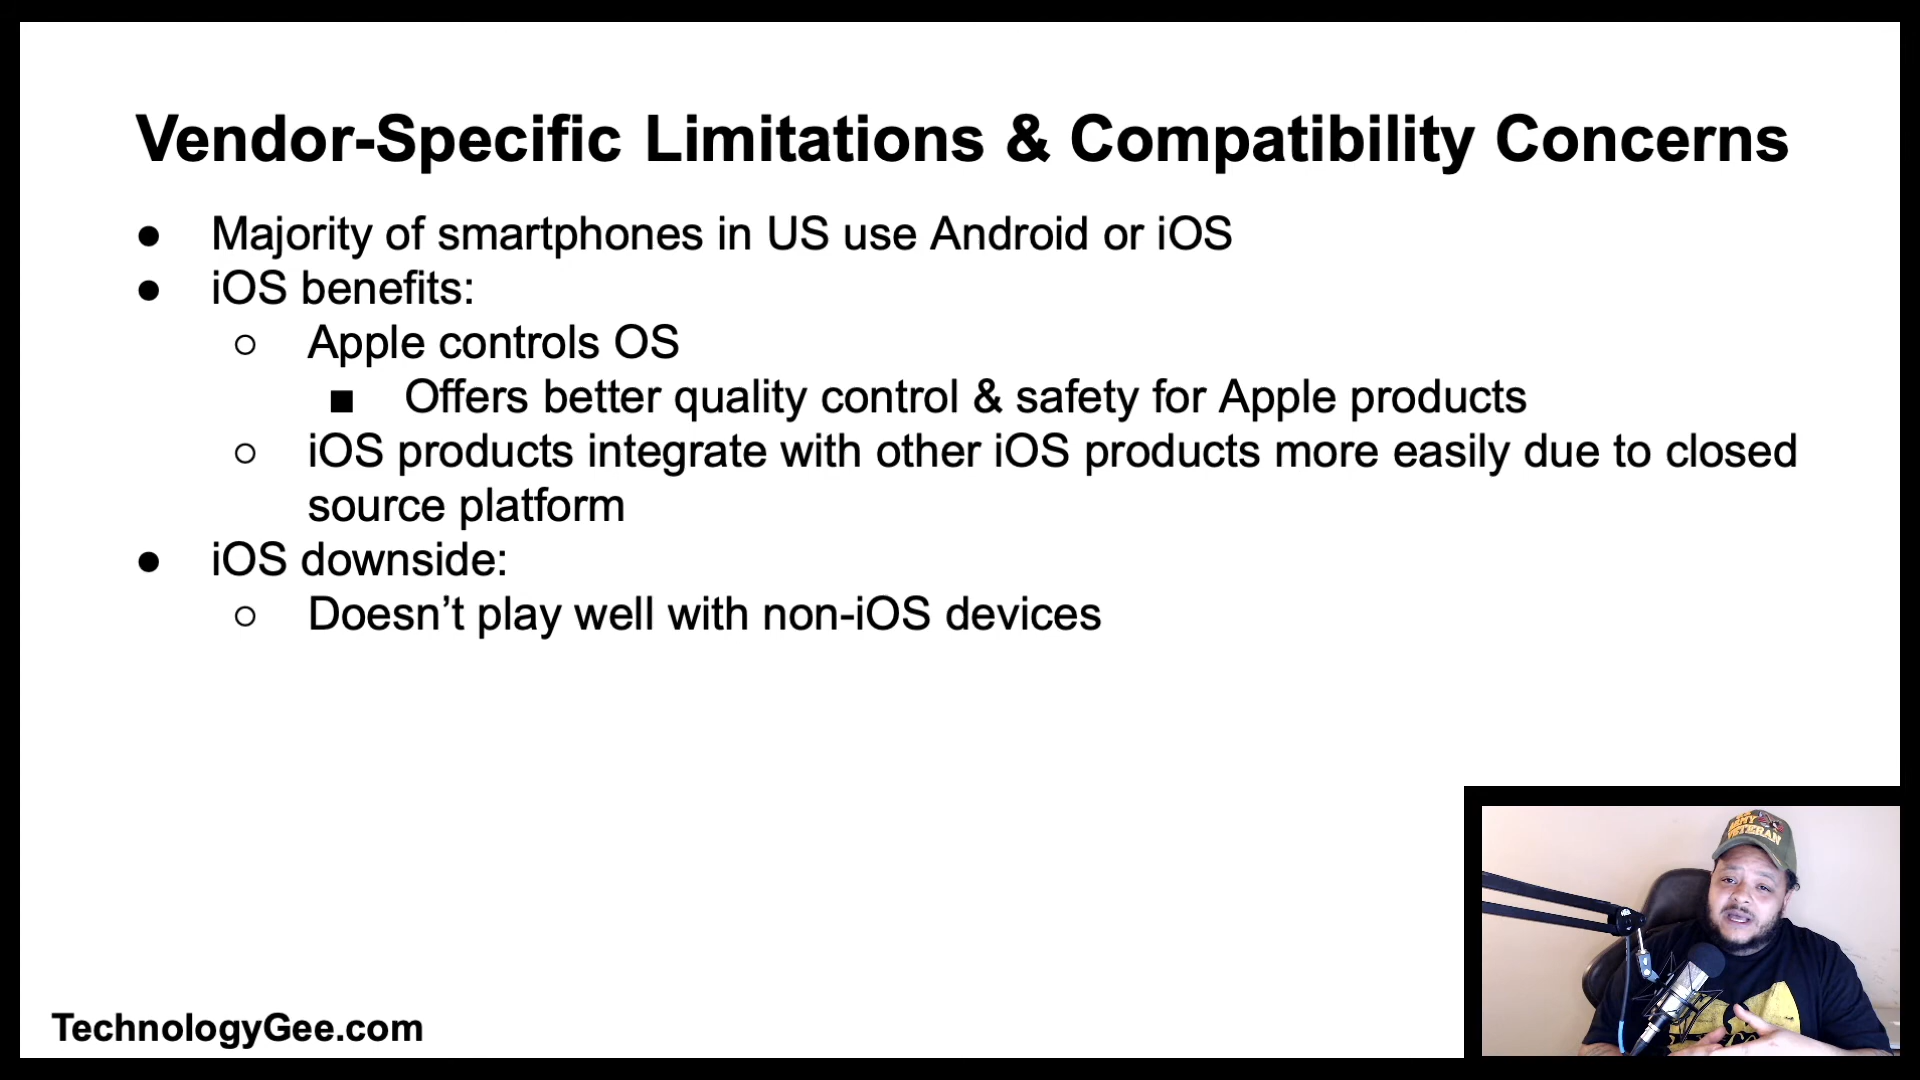 Vendor-Specific Limitations & Compatibility Concerns
● Majority of smartphones in US use Android or iOS
● iOS benefits:
○ Apple controls OS
■ Offers better quality control & safety for Apple products
○ iOS products integrate with other iOS products more easily due to closed
source platform
● iOS downside:
○ Doesn’t play well with non-iOS devices
ARMY
VETERAN
TechnologyGee.com